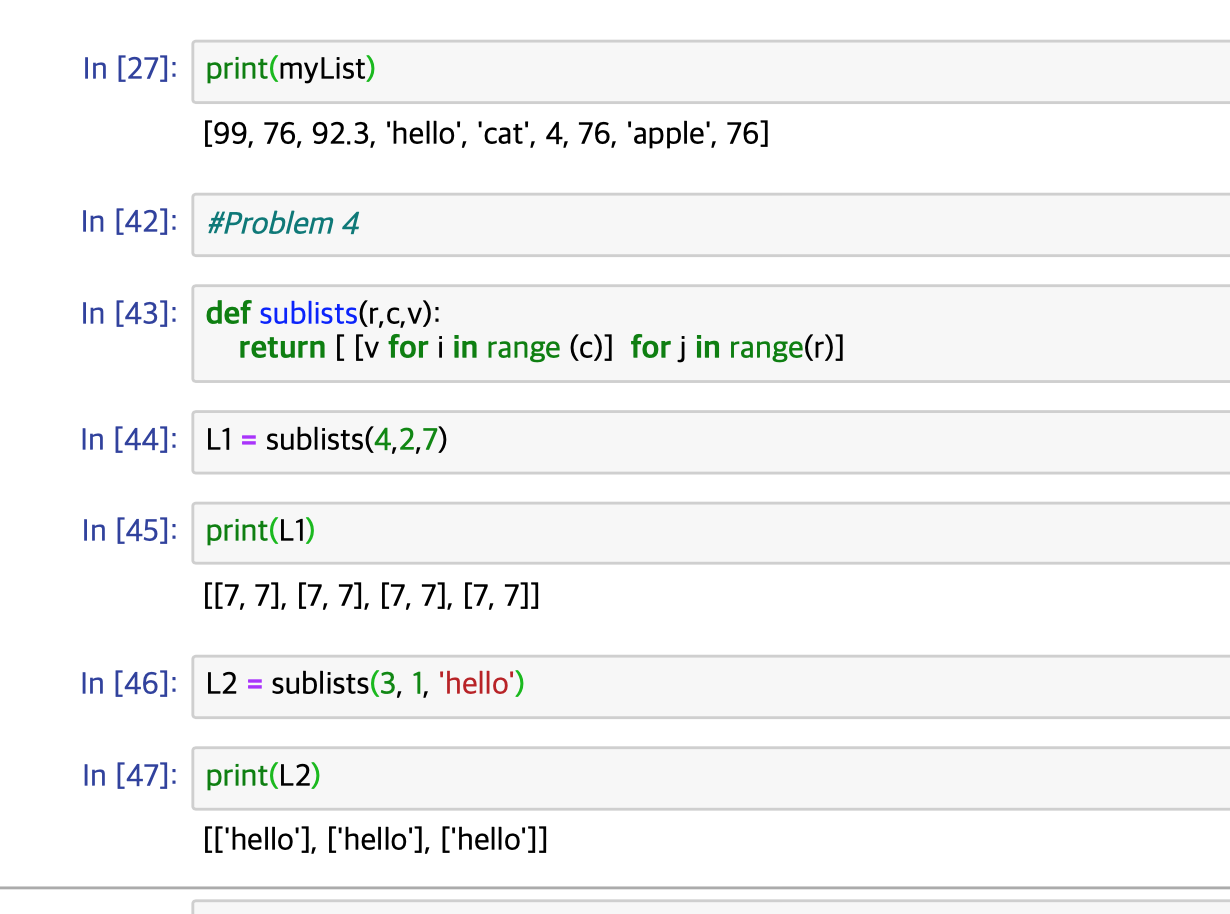 In [27]: print(myList)
[99, 76, 92.3, 'hello', 'cat', 4, 76, 'apple', 76]
In [42]: #Problem 4
In [43]: def sublists(r,c,v):
return [ [v for i in range (c)]  for j in range(r)]
In [44]: L1 = sublists(4,2,7)
In [45]: print(L1)
[[7, 7], [7, 7], [7, 7], [7, 7]]
In [46]: L2 = sublists(3, 1, 'hello')
In [47]: print(L2)
[['hello'], ['hello'], ['hello']]